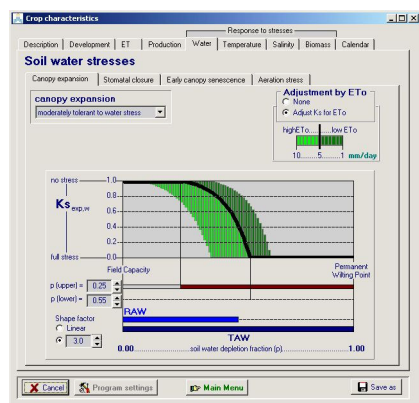 Crop characteristics
Response to stresses
Description Development ET Production Water Temperature Salinity Biomass Calendar
Soil water stresses
Canopy expansion Stomatal closure Early canopy senescence Aeration stress
canopy expansion
moderately tolerant to water stress
Adjustment by ETo
None
Adjust Ks for ETo
highETo......low ETo
10........5........1 mm/day
no stress 1.0
0.8
Ks exp,w
0.6
0.4
0.2
full stress 0.0
Field Capacity
Permanent Wilting Point
p (upper) = 0.25
p (lower) = 0.55
RAW
Shape factor
Linear
3.0
TAW
0.00......soil water depletion fraction (p)......1.00
Cancel Program settings Main Menu Save as